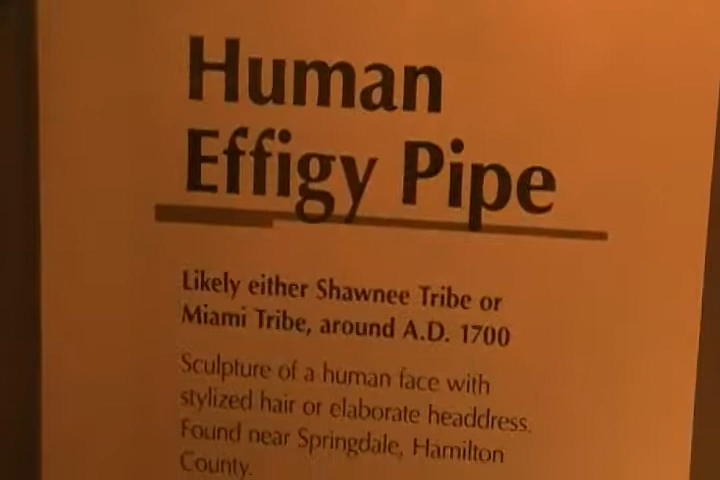 Human
Effigy Pipe
Likely either Shawnee Tribe or
Miami Tribe, around A.D. 1700
Sculpture of a human face with
stylized hair or elaborate headdress.
Found near Springdale, Hamilton
County.